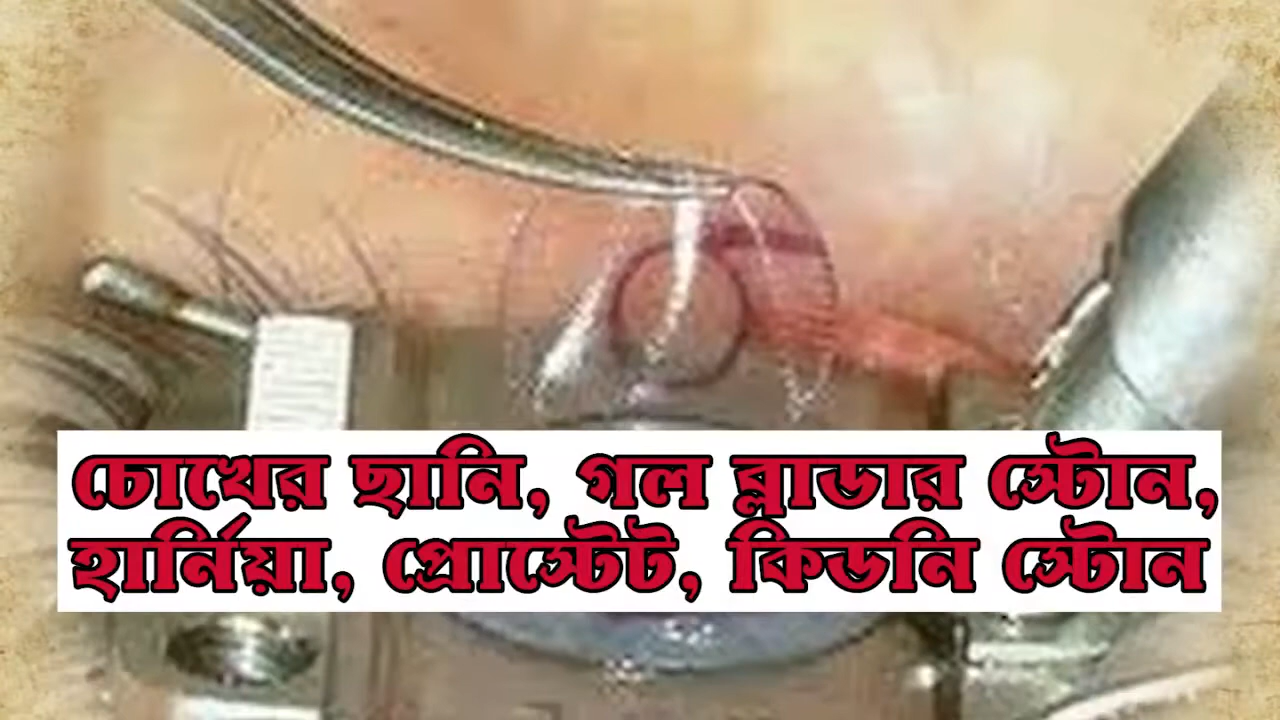 চোখের ছানি, গল ব্লাডার স্টোন,
হার্নিয়া, প্রোস্টেট, কিডনি স্টোন